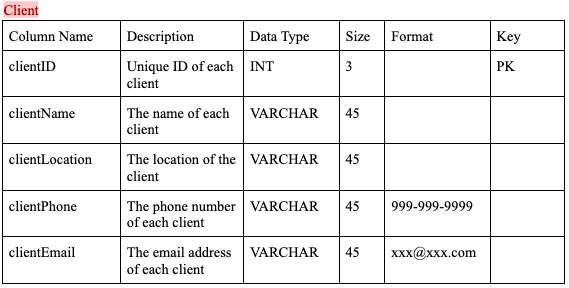 Client
Column Name Description Data Type Size Format Key
clientID Unique ID of each client INT 3 PK
clientName The name of each client VARCHAR 45
clientLocation The location of the client VARCHAR 45
clientPhone The phone number of each client VARCHAR 45 999-999-9999
clientEmail The email address of each client VARCHAR 45 xxx@xxx.com